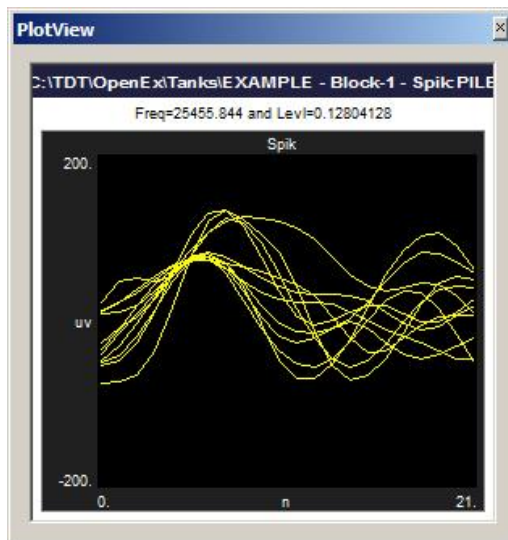 PlotView
C:\TDT\OpenEx\Tanks\EXAMPLE - Block-1 - Spik:PILE
Freq=25455.844 and Levl=0.12804128
Spik
200.
uv
-200.
0. n 21.